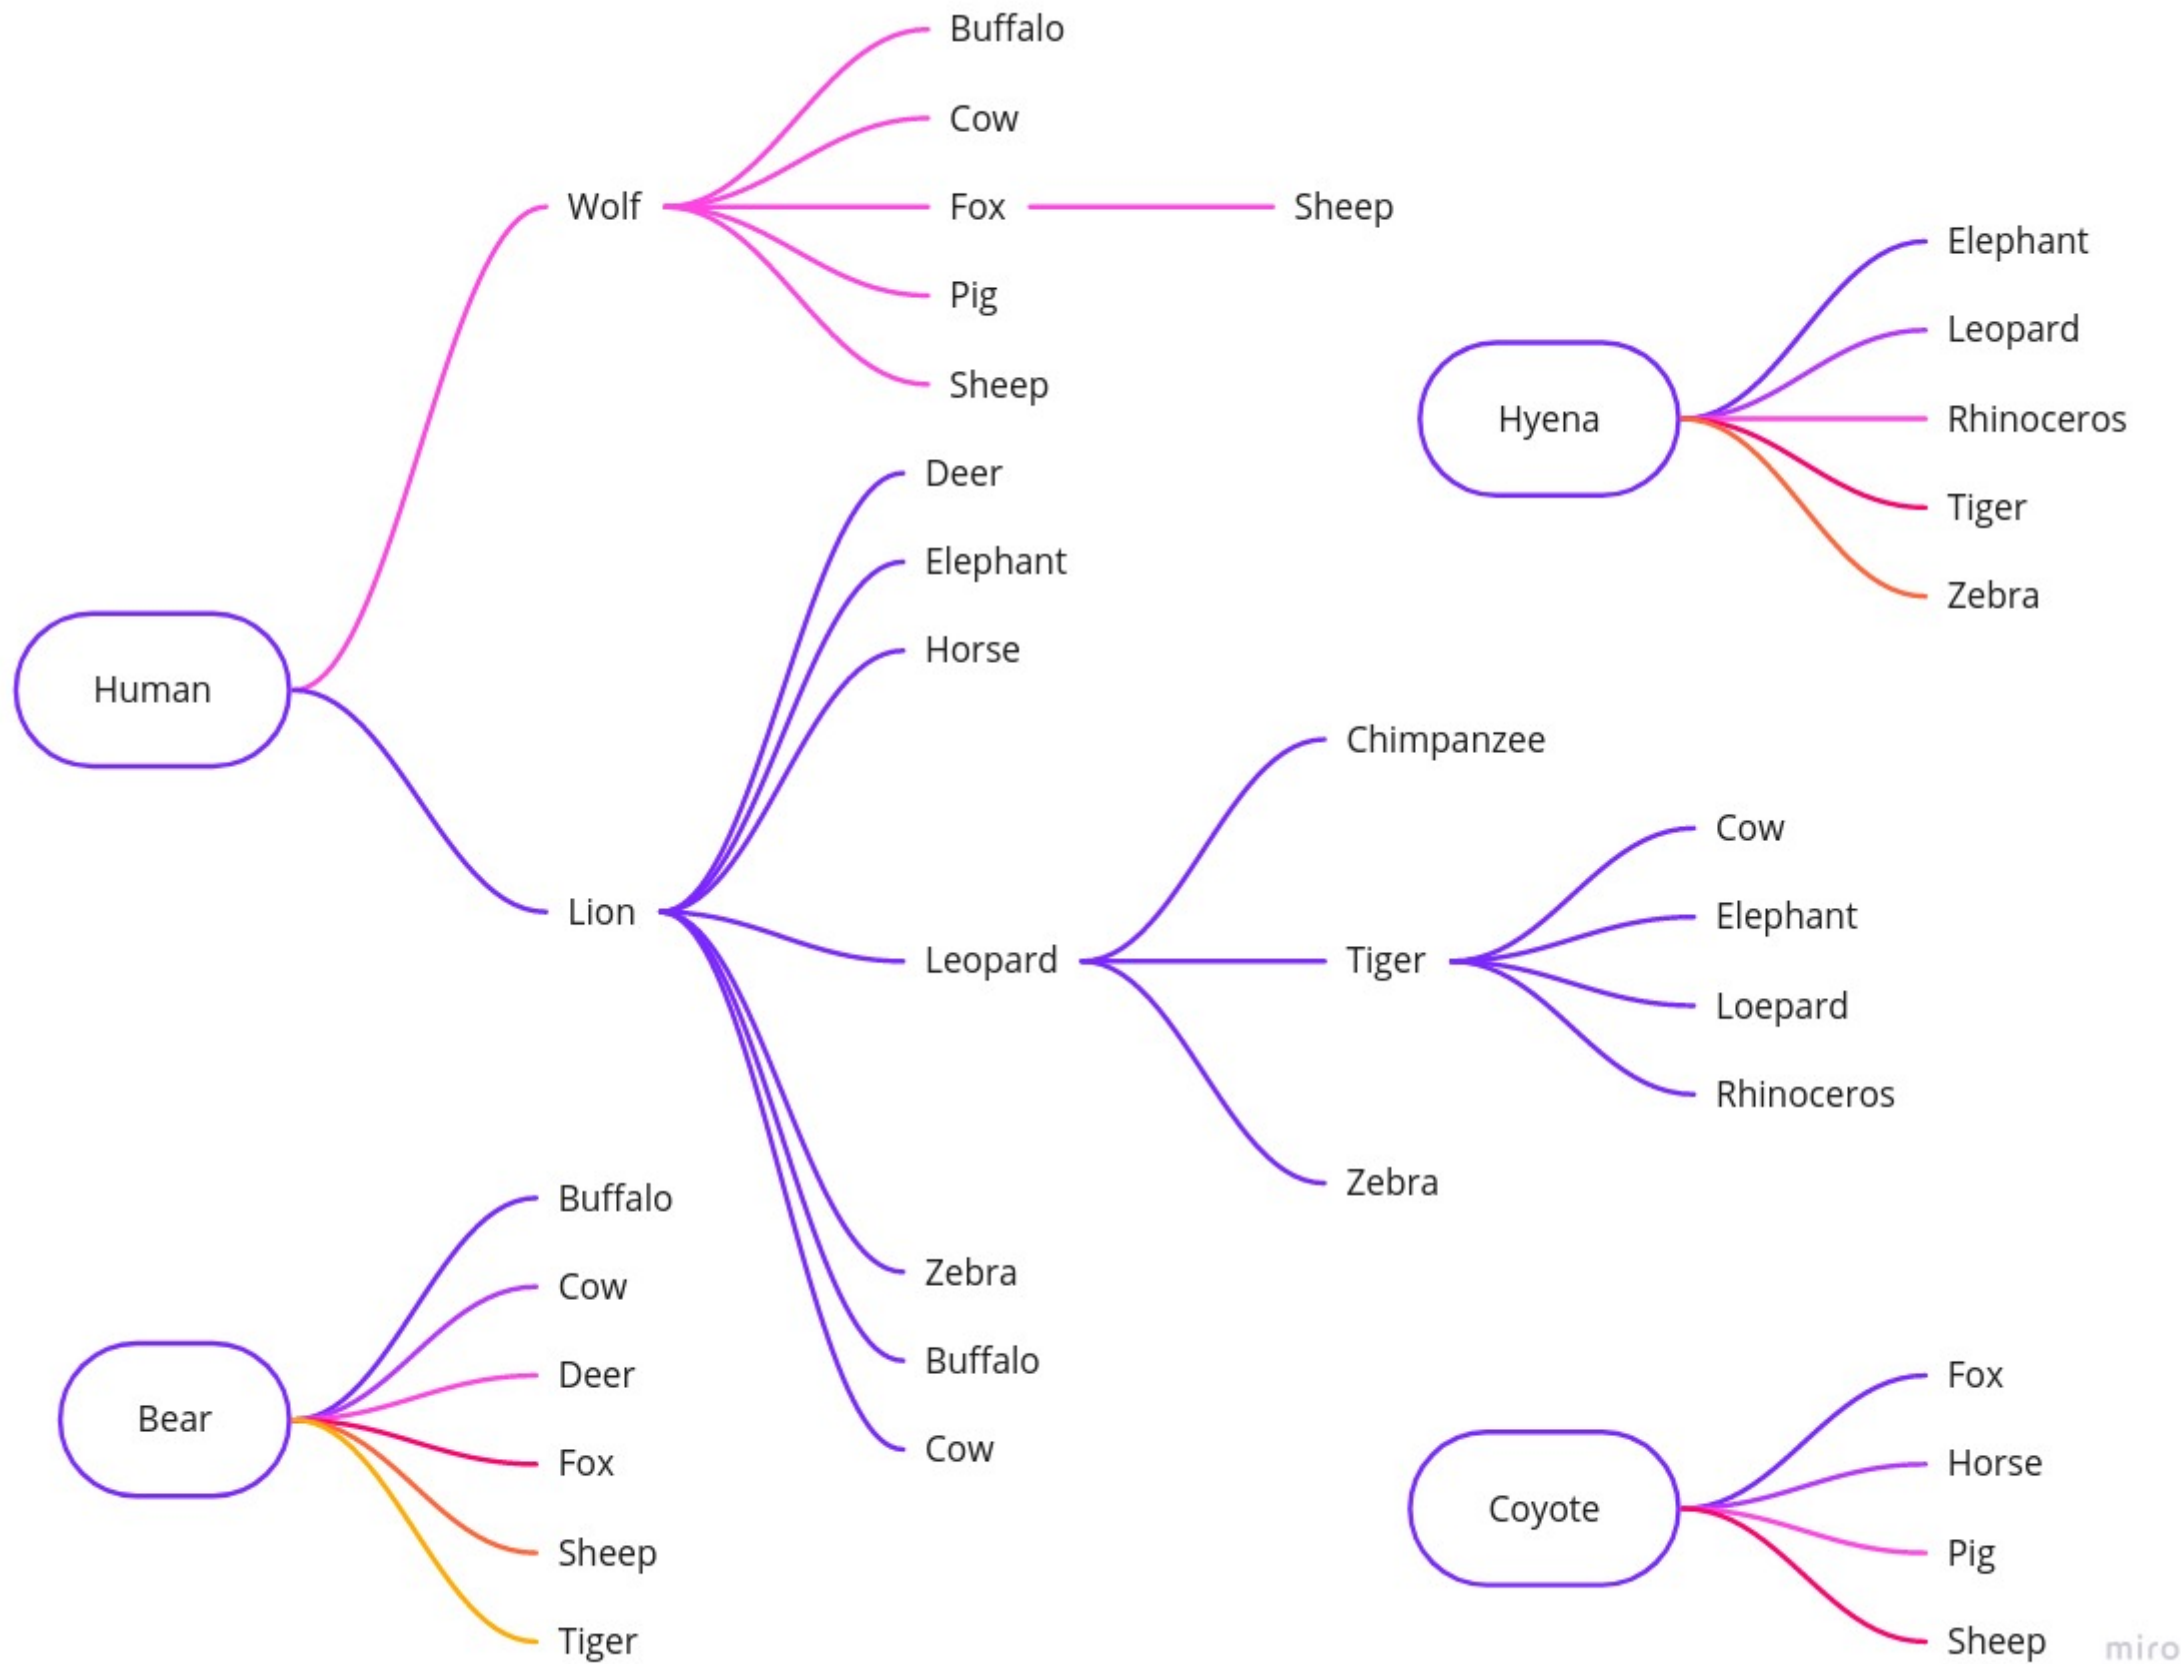 Human
Wolf
Buffalo
Cow
Fox
Sheep
Pig
Sheep
Lion
Deer
Elephant
Horse
Leopard
Chimpanzee
Tiger
Cow
Elephant
Loepard
Rhinoceros
Zebra
Zebra
Buffalo
Cow
Hyena
Elephant
Leopard
Rhinoceros
Tiger
Zebra
Bear
Buffalo
Cow
Deer
Fox
Sheep
Tiger
Coyote
Fox
Horse
Pig
Sheep
miro